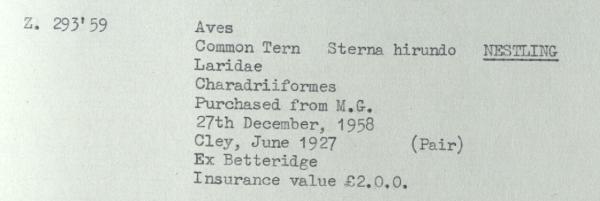 Z. 293'59 Aves
Common Tern Sterna hirundo NESTLING
Laridae
Charadriiformes
Purchased from M.G.
27th December, 1958
Cley, June 1927 (Pair)
Ex Betteridge
Insurance value £2.0.0.